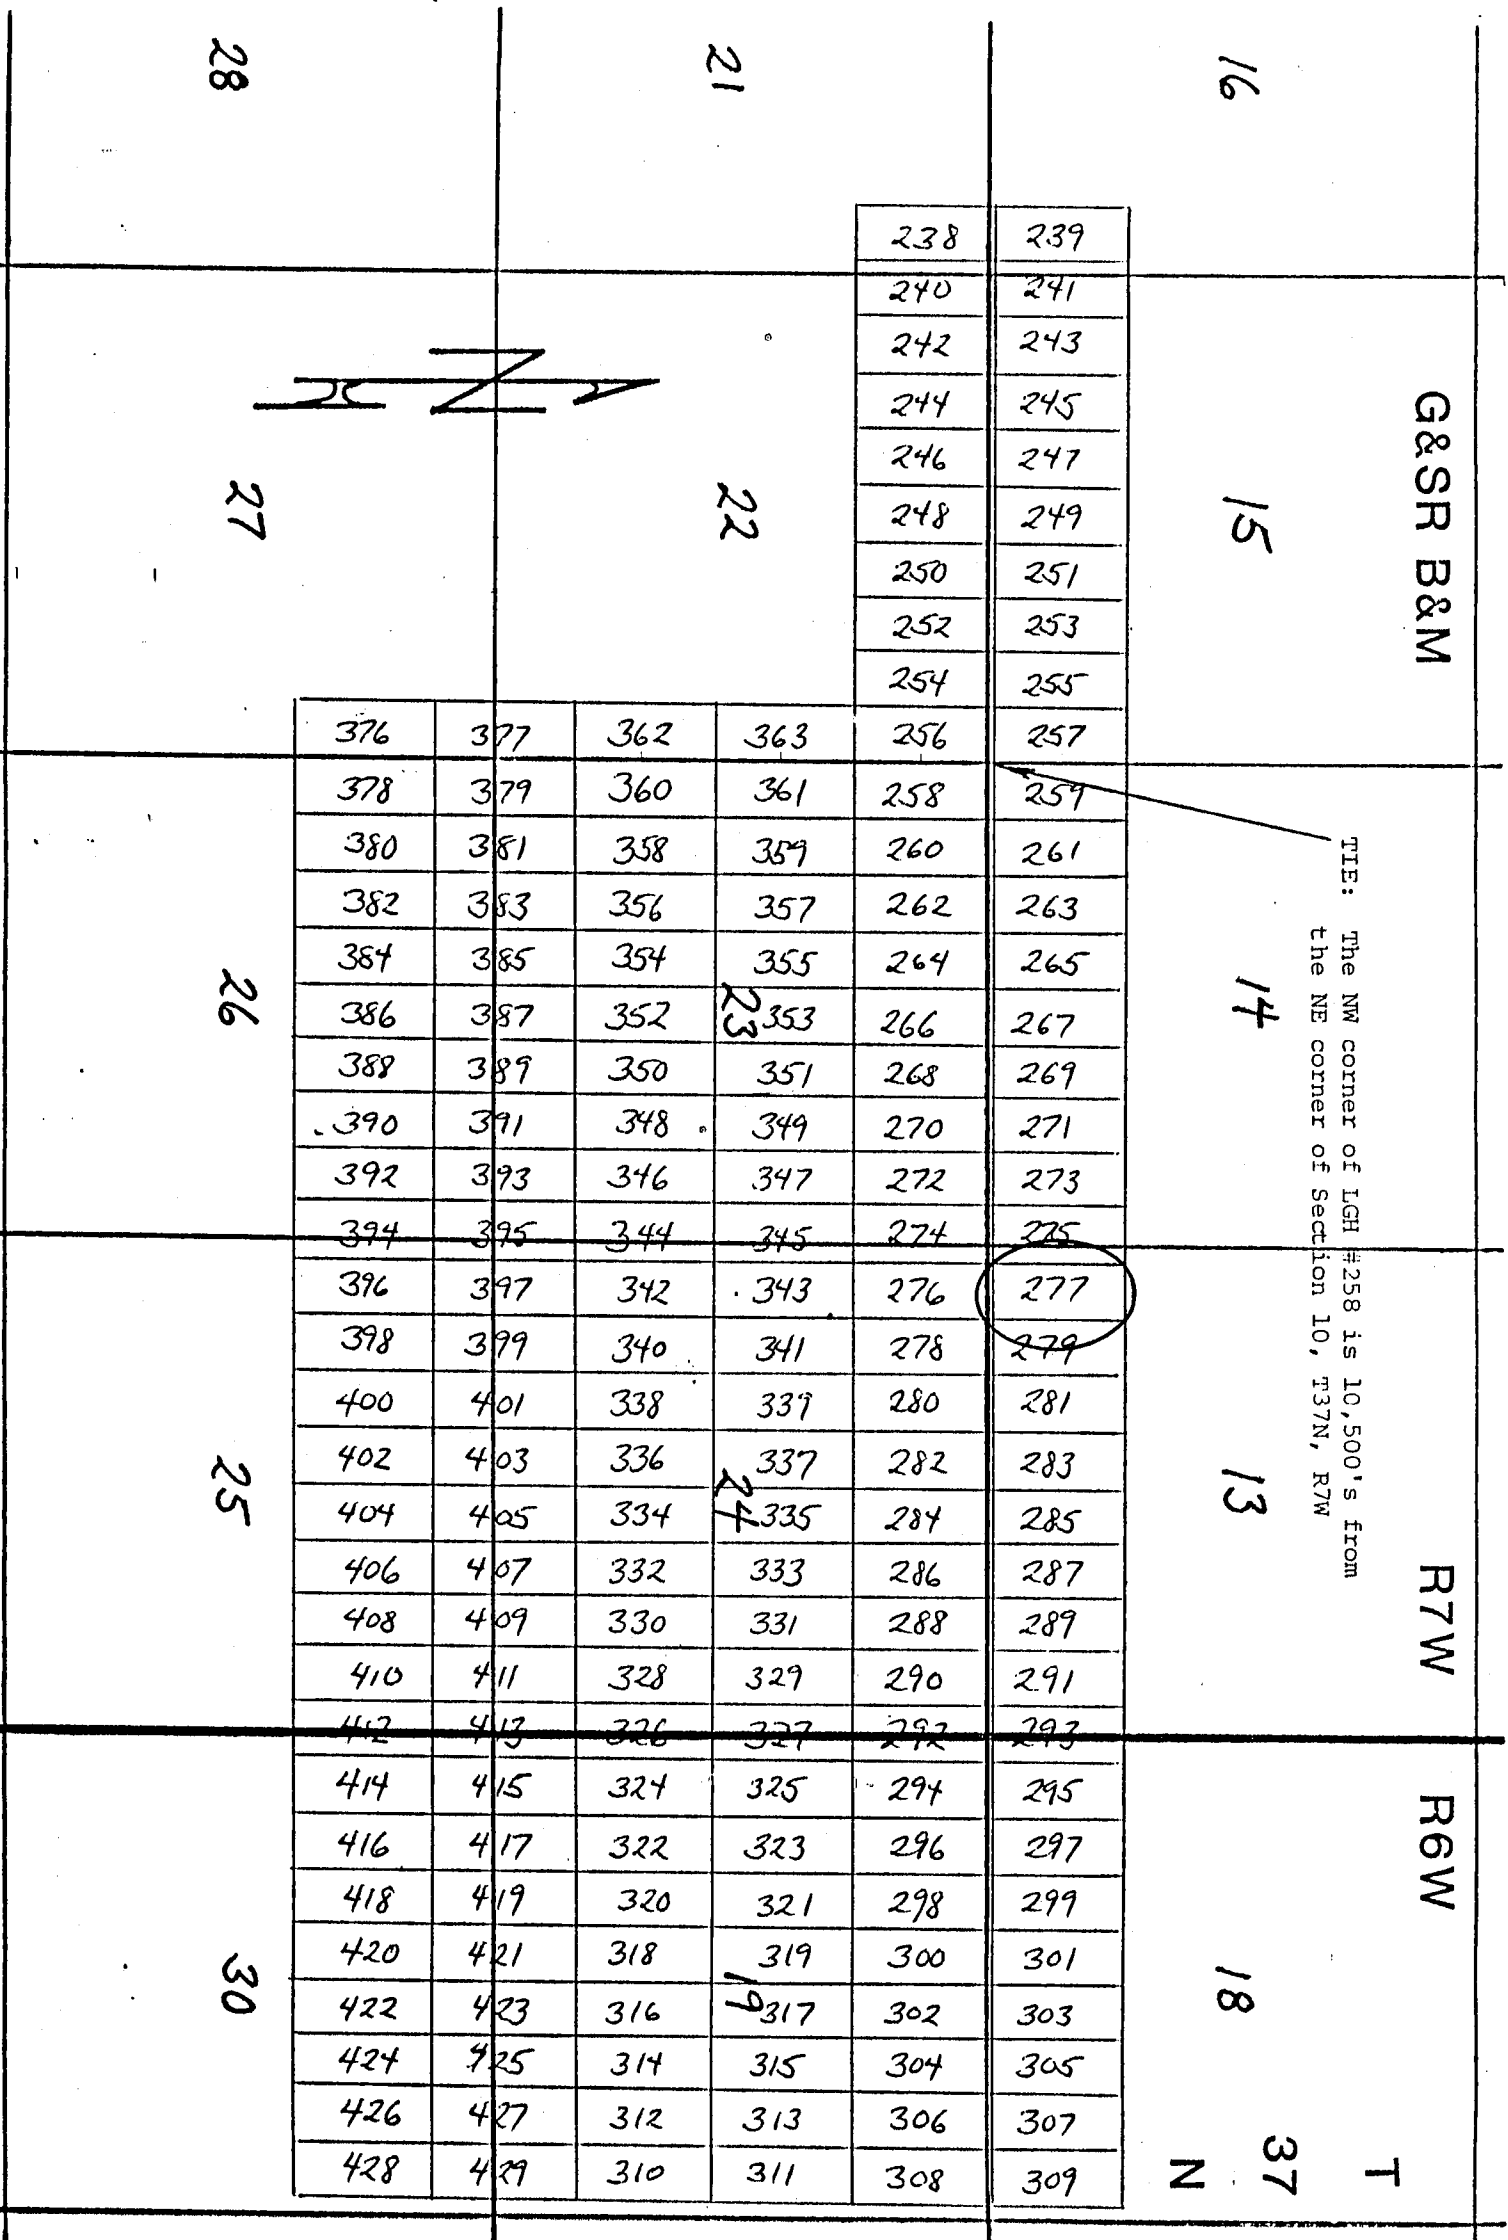 G&SR B&M
R7W
R6W
T
37
N
TIE: The NW corner of LGH #258 is 10,500's from
the NE corner of Section 10, T37N, R7W
16
15
14
13
18
21
22
23
24
19
28
27
26
25
30
N
238 239
240 241
242 243
244 245
246 247
248 249
250 251
252 253
254 255
376 377 362 363 256 257
378 379 360 361 258 259
380 381 358 359 260 261
382 383 356 357 262 263
384 385 354 355 264 265
386 387 352 353 266 267
388 389 350 351 268 269
390 391 348 349 270 271
392 393 346 347 272 273
394 395 344 345 274 275
396 397 342 343 276 277
398 399 340 341 278 279
400 401 338 339 280 281
402 403 336 337 282 283
404 405 334 335 284 285
406 407 332 333 286 287
408 409 330 331 288 289
410 411 328 329 290 291
412 413 326 327 292 293
414 415 324 325 294 295
416 417 322 323 296 297
418 419 320 321 298 299
420 421 318 319 300 301
422 423 316 317 302 303
424 425 314 315 304 305
426 427 312 313 306 307
428 429 310 311 308 309